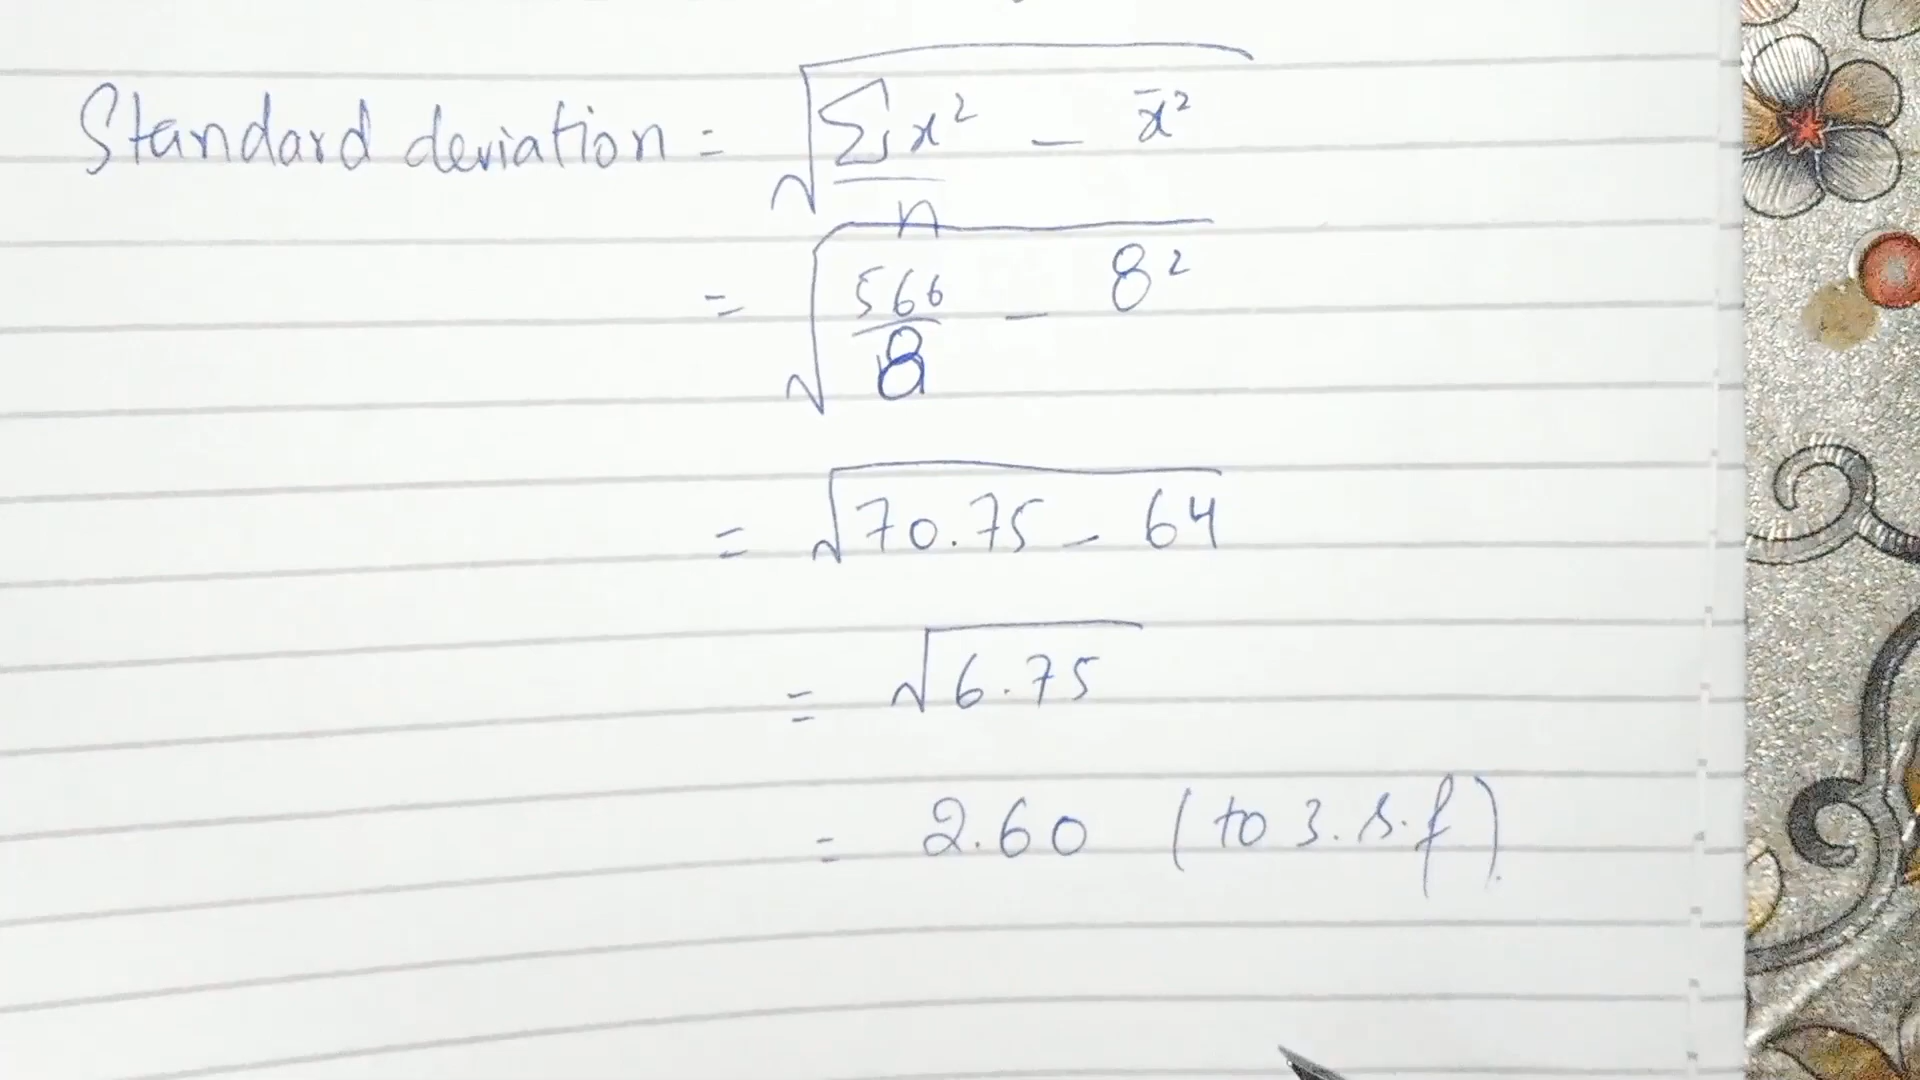 Standard deviation = √(Σx²/n − x̄²)
= √(566/8 − 8²)
= √(70.75 − 64)
= √6.75
= 2.60 (to 3.s.f)